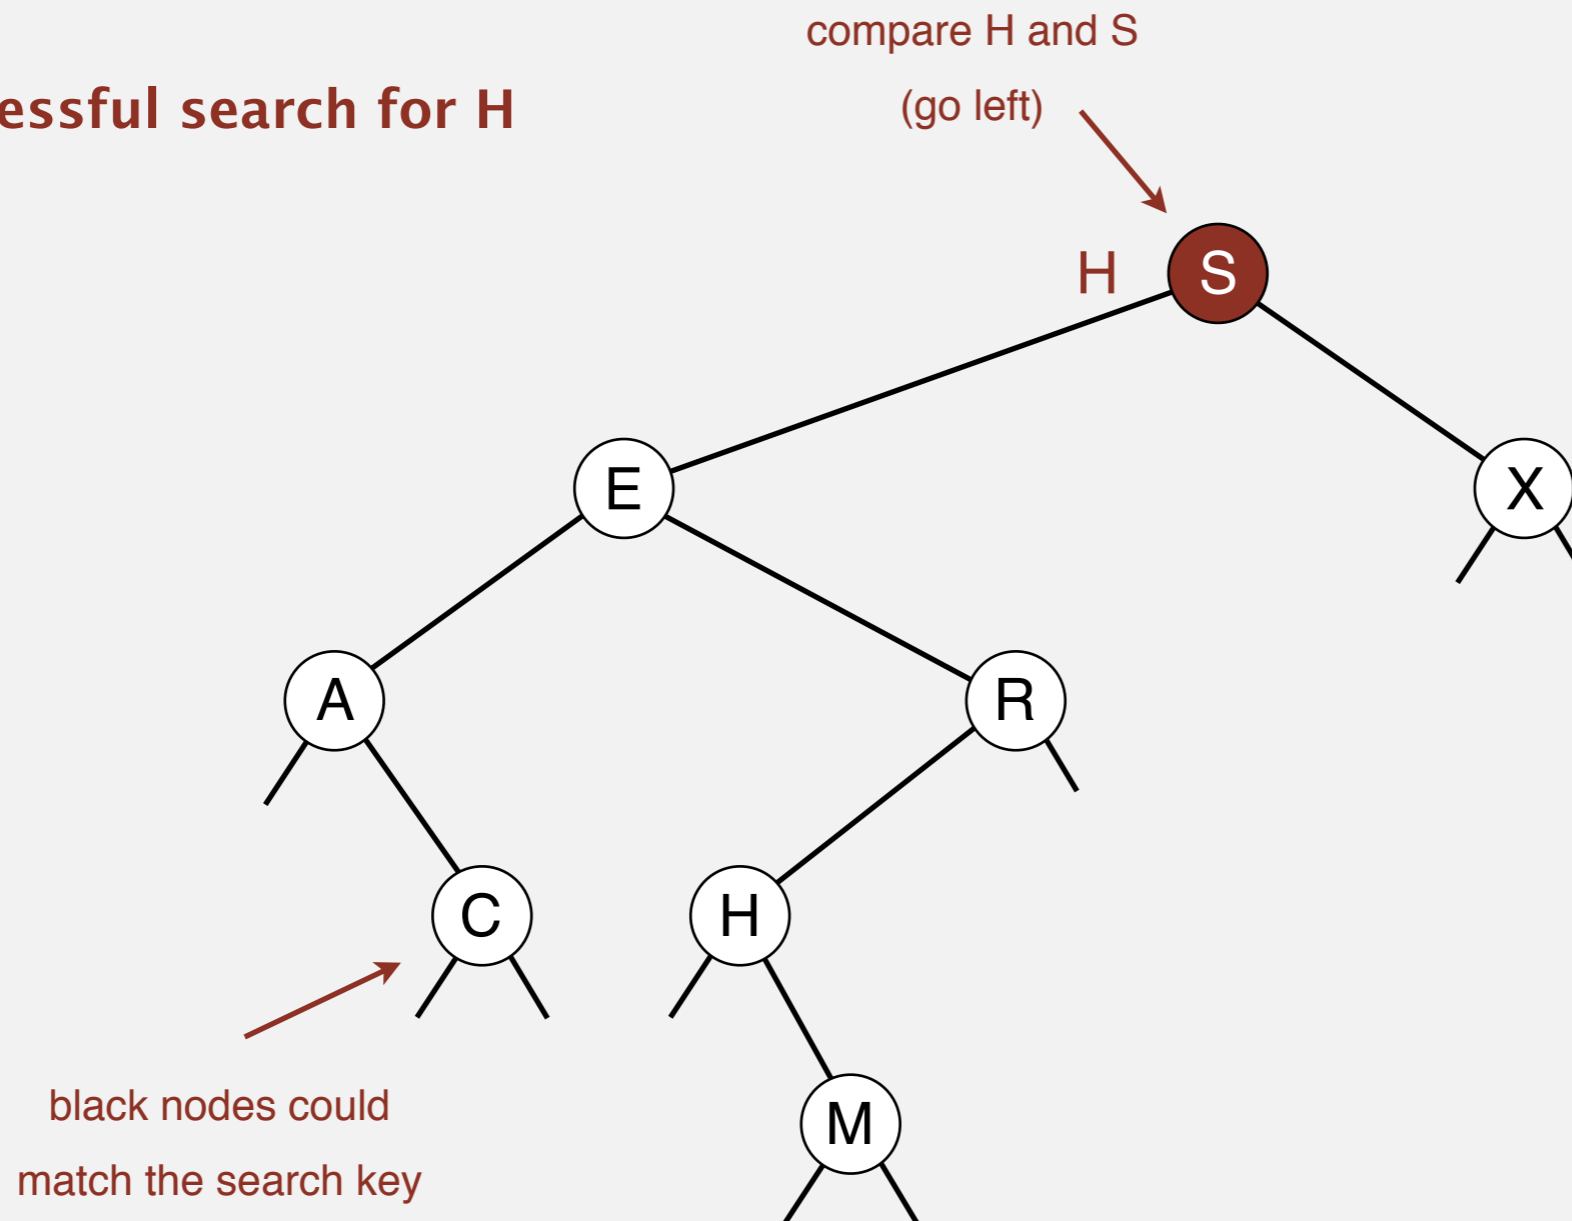 compare H and S
essful search for H
(go left)
H
S
E
X
A
R
C
H
M
black nodes could
match the search key